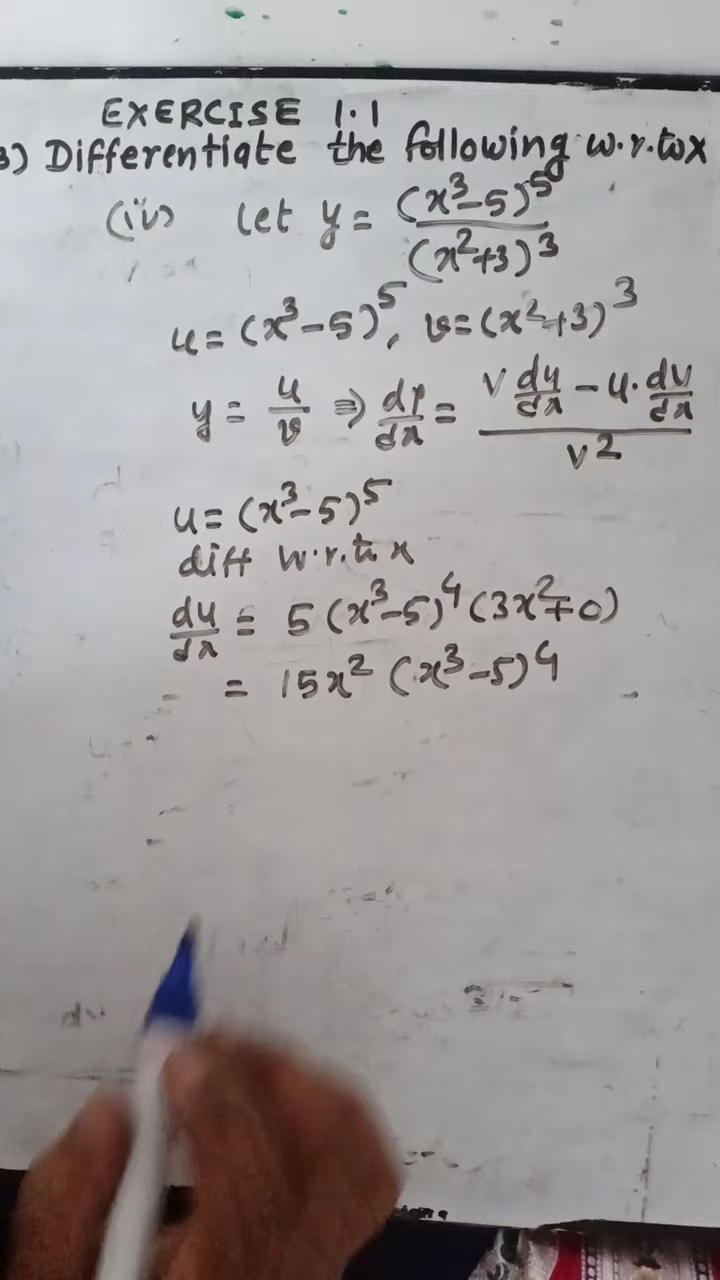 EXERCISE 1.1
3) Differentiate the following w.r.to x
(iv) Let y = (x³-5)⁵/(x²+3)³
u = (x³-5)⁵, v = (x²+3)³
y = u/v ⇒ dy/dx = (v du/dx - u·dv/dx)/v²
u = (x³-5)⁵
diff w.r.to x
du/dx = 5(x³-5)⁴(3x²-0)
= 15x² (x³-5)⁴